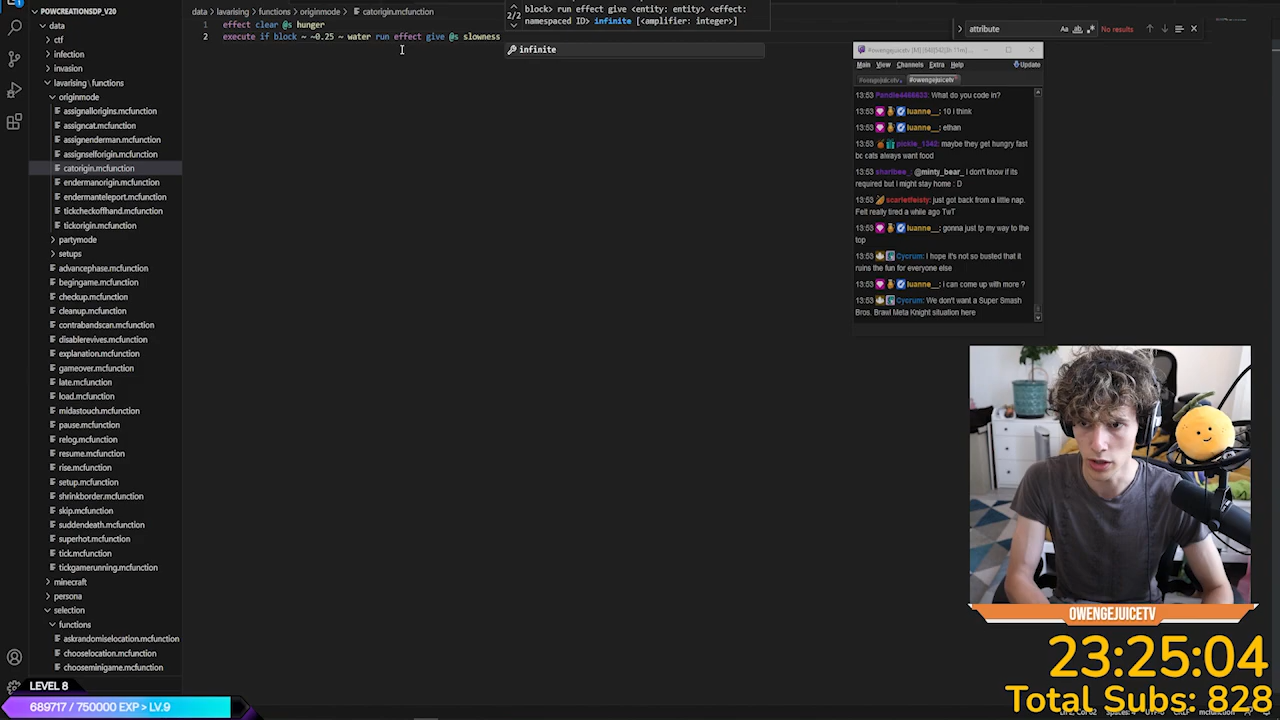 POWCREATIONSDP_V20
data
ctf
infection
invasion
lavarising \ functions
originmode
assignallorigins.mcfunction
assigncat.mcfunction
assignenderman.mcfunction
assignselforigin.mcfunction
catorigin.mcfunction
endermanorigin.mcfunction
endermanteleport.mcfunction
tickcheckoffhand.mcfunction
tickorigin.mcfunction
partymode
setups
advancephase.mcfunction
begingame.mcfunction
checkup.mcfunction
cleanup.mcfunction
contrabandscan.mcfunction
disablerevives.mcfunction
explanation.mcfunction
gameover.mcfunction
late.mcfunction
load.mcfunction
midastouch.mcfunction
pause.mcfunction
relog.mcfunction
resume.mcfunction
rise.mcfunction
setup.mcfunction
shrinkborder.mcfunction
skip.mcfunction
suddendeath.mcfunction
superhot.mcfunction
tick.mcfunction
tickgamerunning.mcfunction
minecraft
persona
selection
functions
askrandomiselocation.mcfunction
chooselocation.mcfunction
chooseminigame.mcfunction
LEVEL 8
689717 / 750000 EXP > LV.9
data > lavarising > functions > originmode > catorigin.mcfunction
1 effect clear @s hunger
2 execute if block ~ ~0.25 ~ water run effect give @s slowness
block> run effect give <entity: entity> <effect:
2/2 namespaced ID> infinite [<amplifier: integer>]
infinite
attribute
Aa ab .* No results
Main View Channels Extra Help Update
#owengejuicetv
13:53 Pandie4466633: What do you code in?
13:53 luanne__: 10 i think
13:53 luanne__: elhan
13:53 pickle_1342: maybe they get hungry fast
bc cats always want food
13:53 sharlbee_: @minty_bear_ I don't know if its
required but I might stay home : D
13:53 scarletfeisty: just got back from a little nap.
Felt really tired a while ago TwT
13:53 luanne__: gonna just tp my way to the
top
13:53 Cycrum: I hope it's not so busted that it
ruins the fun for everyone else
13:53 luanne__: i can come up with more ?
13:53 Cycrum: We don't want a Super Smash
Bros. Brawl Meta Knight situation here
OWENGEJUICETV
23:25:04
Total Subs: 828